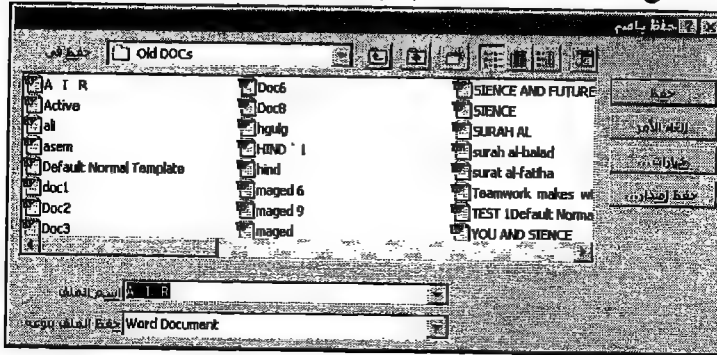 حفظ باسم
حفظ في: Old DOCs
A I R
Active
ali
asem
Default Normal Template
doc1
Doc2
Doc3
Doc6
Doc8
hgulg
HIND ` I
hind
maged 6
maged 9
maged
SIENCE AND FUTURE
SIENCE
SURAH AL
surah al-balad
surat al-fatiha
Teamwork makes wi
TEST 1Default Norma
YOU AND SIENCE
حفظ
إلغاء الأمر
خيارات...
حفظ إصدار...
اسم الملف: A I R
حفظ الملف بنوعه: Word Document